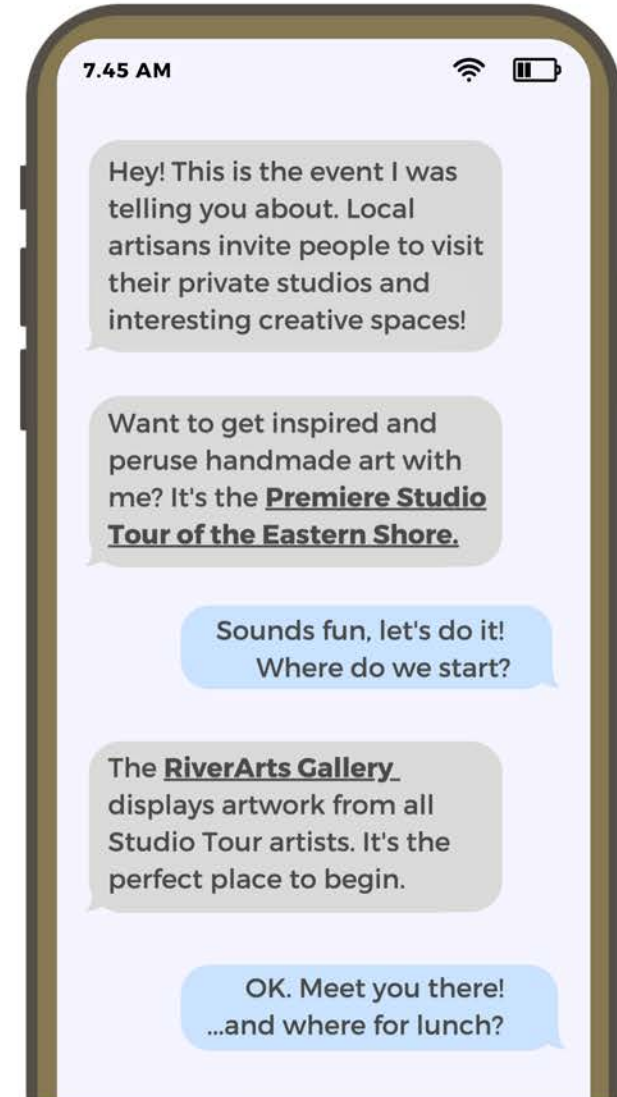 7.45 AM
Hey! This is the event I was
telling you about. Local
artisans invite people to visit
their private studios and
interesting creative spaces!
Want to get inspired and
peruse handmade art with
me? It's the Premiere Studio
Tour of the Eastern Shore.
Sounds fun, let's do it!
Where do we start?
The RiverArts Gallery
displays artwork from all
Studio Tour artists. It's the
perfect place to begin.
OK. Meet you there!
...and where for lunch?